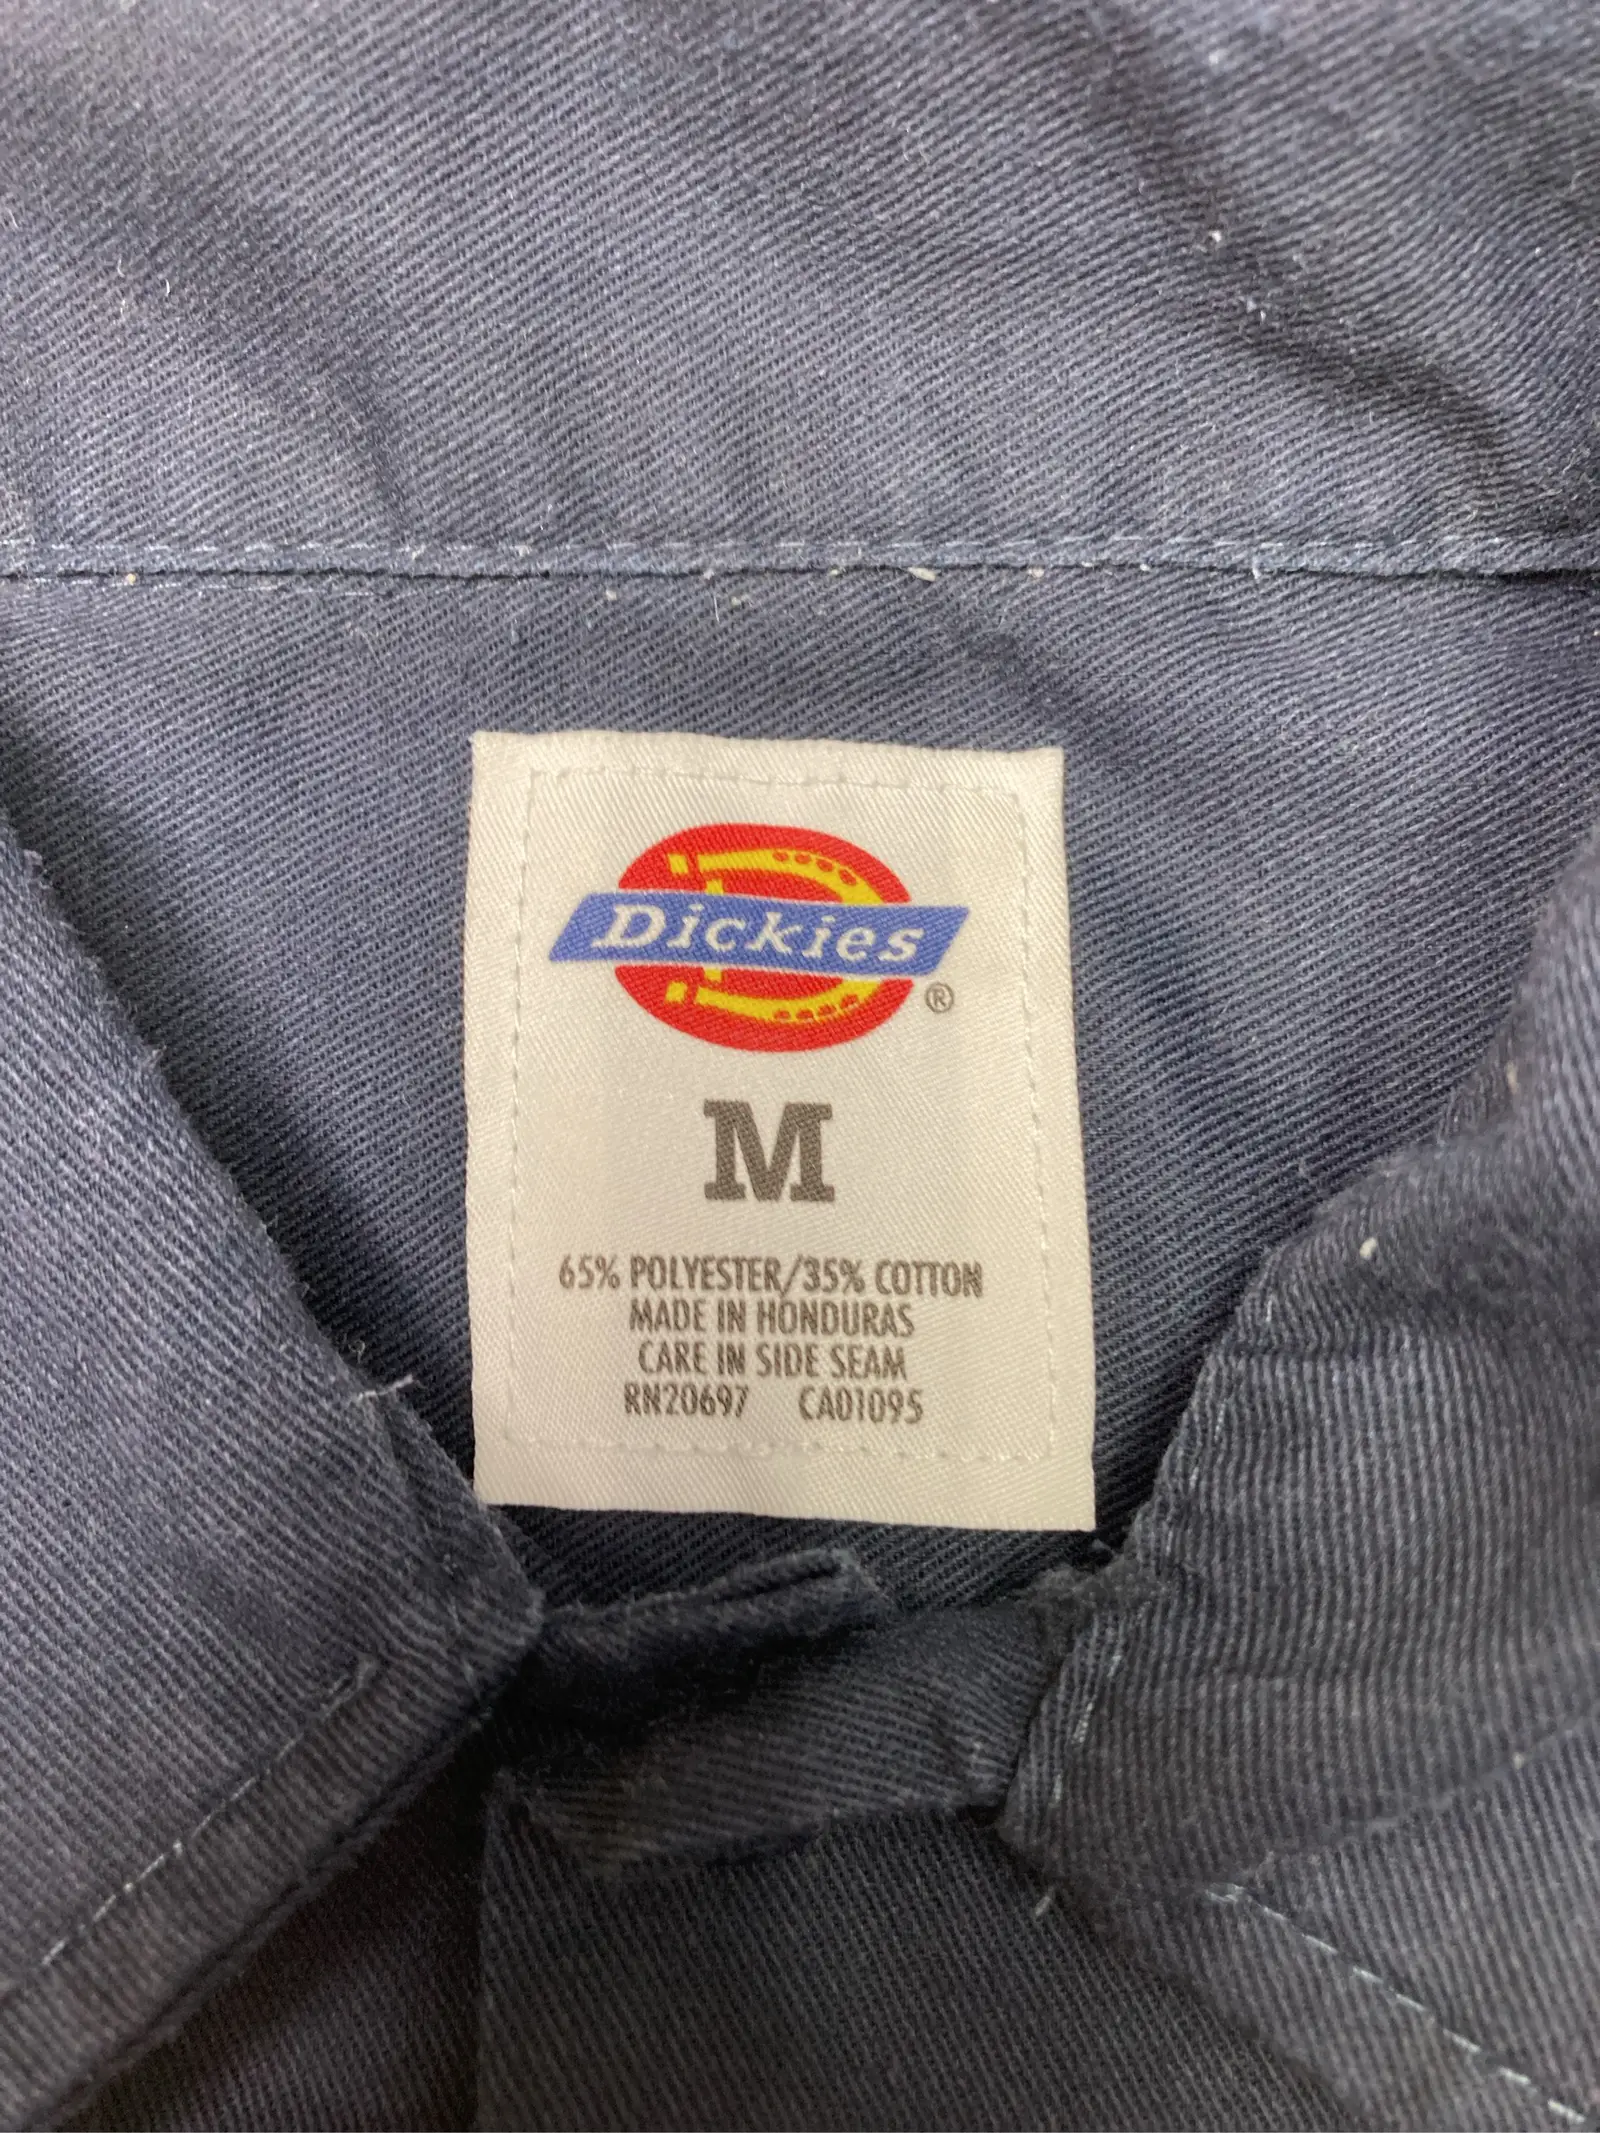 Dickies
®
M
65% POLYESTER/35% COTTON
MADE IN HONDURAS
CARE IN SIDE SEAM
RN20697 CA01095